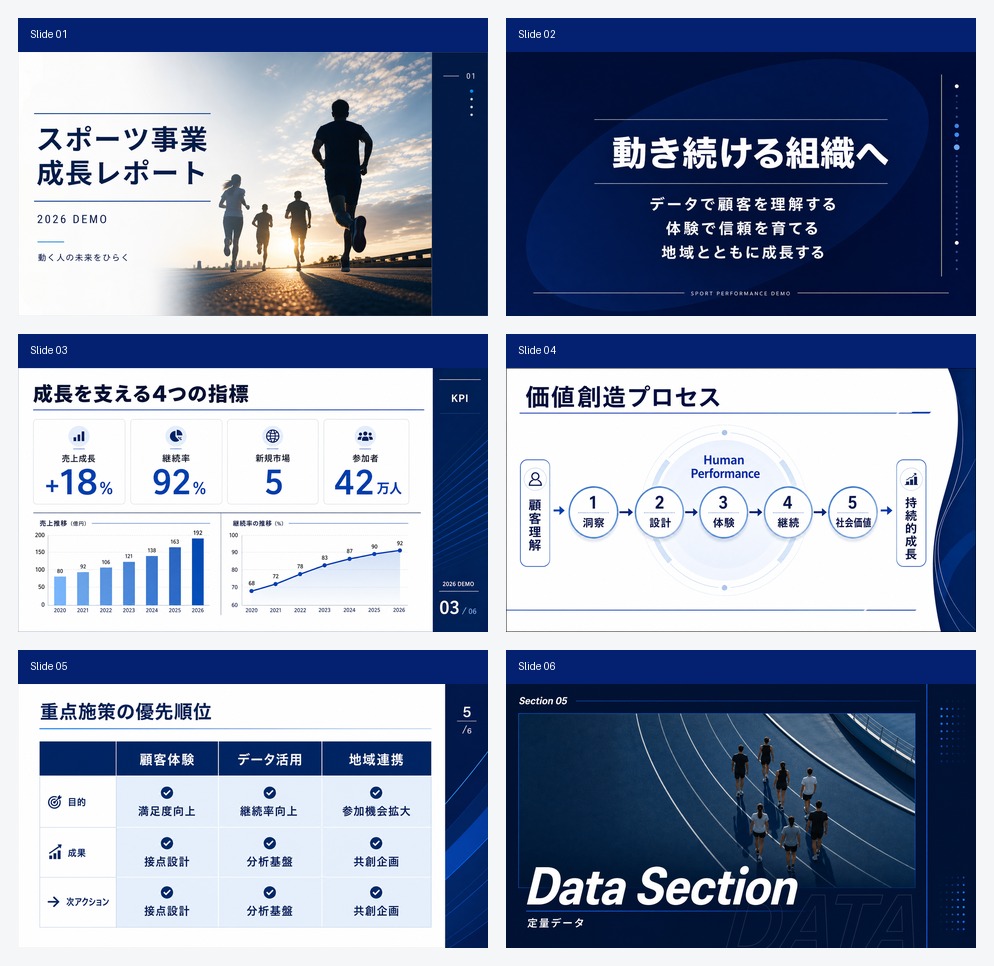 Slide 01
01
スポーツ事業
成長レポート
2026 DEMO
動く人の未来をひらく
Slide 02
動き続ける組織へ
データで顧客を理解する
体験で信頼を育てる
地域とともに成長する
SPORT PERFORMANCE DEMO
Slide 03
成長を支える4つの指標
KPI
売上成長
+18%
継続率
92%
新規市場
5
参加者
42万人
売上推移 (億円)
200
150
100
50
0
80
92
106
121
138
163
192
2020
2021
2022
2023
2024
2025
2026
継続率の推移 (%)
100
90
80
70
60
68
72
78
83
87
90
92
2020
2021
2022
2023
2024
2025
2026
2026 DEMO
03 / 06
Slide 04
価値創造プロセス
Human
Performance
顧客理解
1
洞察
2
設計
3
体験
4
継続
5
社会価値
持続的成長
Slide 05
重点施策の優先順位
5
/6
顧客体験 データ活用 地域連携
目的 満足度向上 継続率向上 参加機会拡大
成果 接点設計 分析基盤 共創企画
次アクション 接点設計 分析基盤 共創企画
Slide 06
Section 05
Data Section
定量データ
DATA